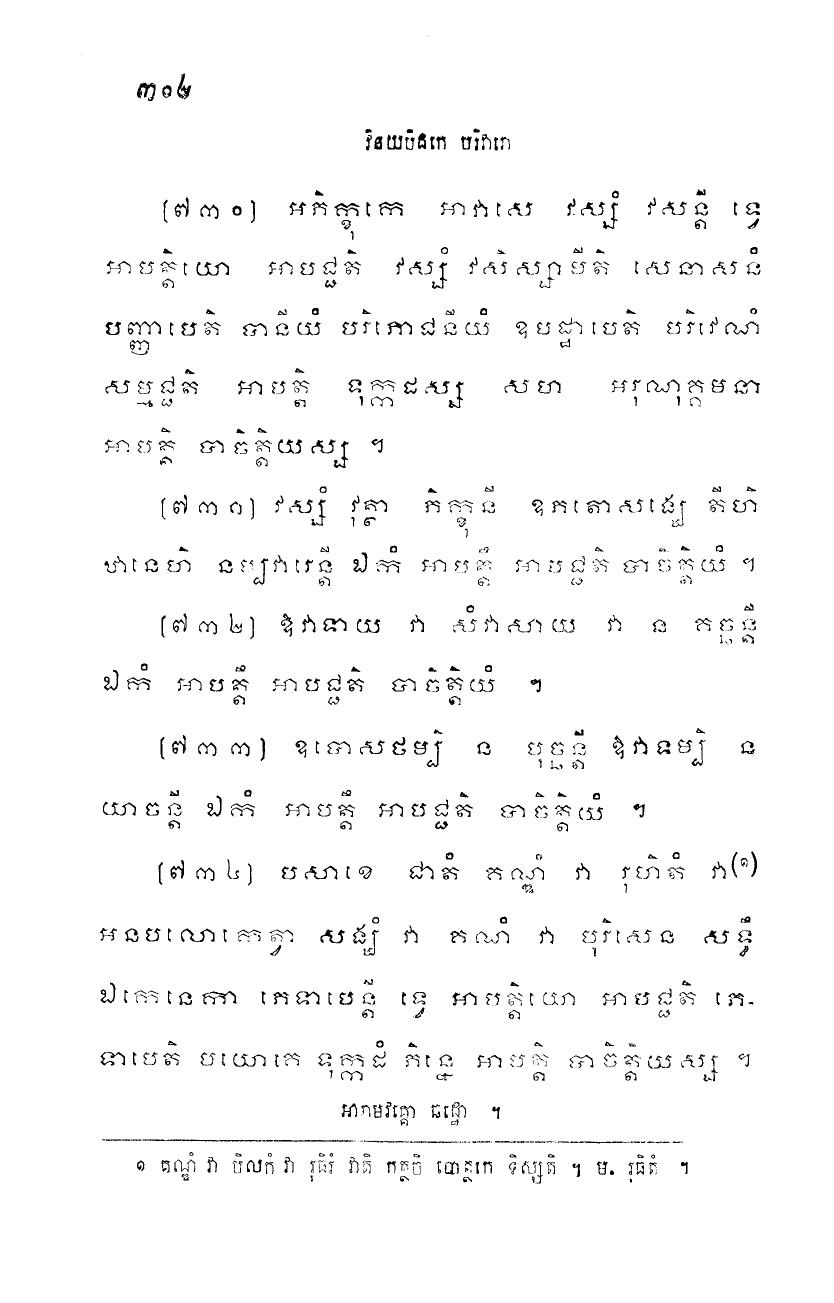 ៣០៤
វិនយបិដកេ បរិវារោ
[៧៣០] អភិក្ខុកេ អាវាសេ វស្សំ វសន្តី ទ្វេ
អាបត្តិយោ អាបជ្ជតិ វស្សំ វសិស្សាមីតិ សេនាសនំ
បញ្ញាបេតិ បានីយំ បរិភោជនីយំ ឧបដ្ឋាបេតិ បរិវេណំ
សម្មជ្ជតិ អាបត្តិ ទុក្កដស្ស សហ អរុណុក្កមនា
អាបត្តិ បាចិត្តិយស្ស ។
[៧៣១] វស្សំ វុត្ថា ភិក្ខុនី ឧភតោសង្ឃេ តីហិ
ឋានេហិ នប្បវារេន្តី ឯកំ អាបត្តឹ អាបជ្ជតិ បាចិត្តិយំ ។
[៧៣២] ឱវាទាយ វា សំវាសាយ វា ន គច្ឆន្តី
ឯកំ អាបត្តឹ អាបជ្ជតិ បាចិត្តិយំ ។
[៧៣៣] ឧបោសថម្បិ ន បុច្ឆន្តី ឱវាទម្បិ ន
យាចន្តី ឯកំ អាបត្តឹ អាបជ្ជតិ បាចិត្តិយំ ។
[៧៣៤] បសាខេ ជាតំ គណ្ឌំ វា រុហិតំ វា(១)
អនបលោកេត្វា សង្ឃំ វា គណំ វា បុរិសេន សទ្ធឹ
ឯកេនេកា ភេទាបេន្តី ទ្វេ អាបត្តិយោ អាបជ្ជតិ ភេ-
ទាបេតិ បយោគេ ទុក្កដំ ភិន្នេ អាបត្តិ បាចិត្តិយស្ស ។
អារាមវគ្គោ ឆដ្ឋោ ។
១ គណ្ឌំ វា បិលកំ វា រុធិរំ វាតិ កត្ថចិ បោត្ថកេ ទិស្សតិ ។ ម. រុធិតំ ។